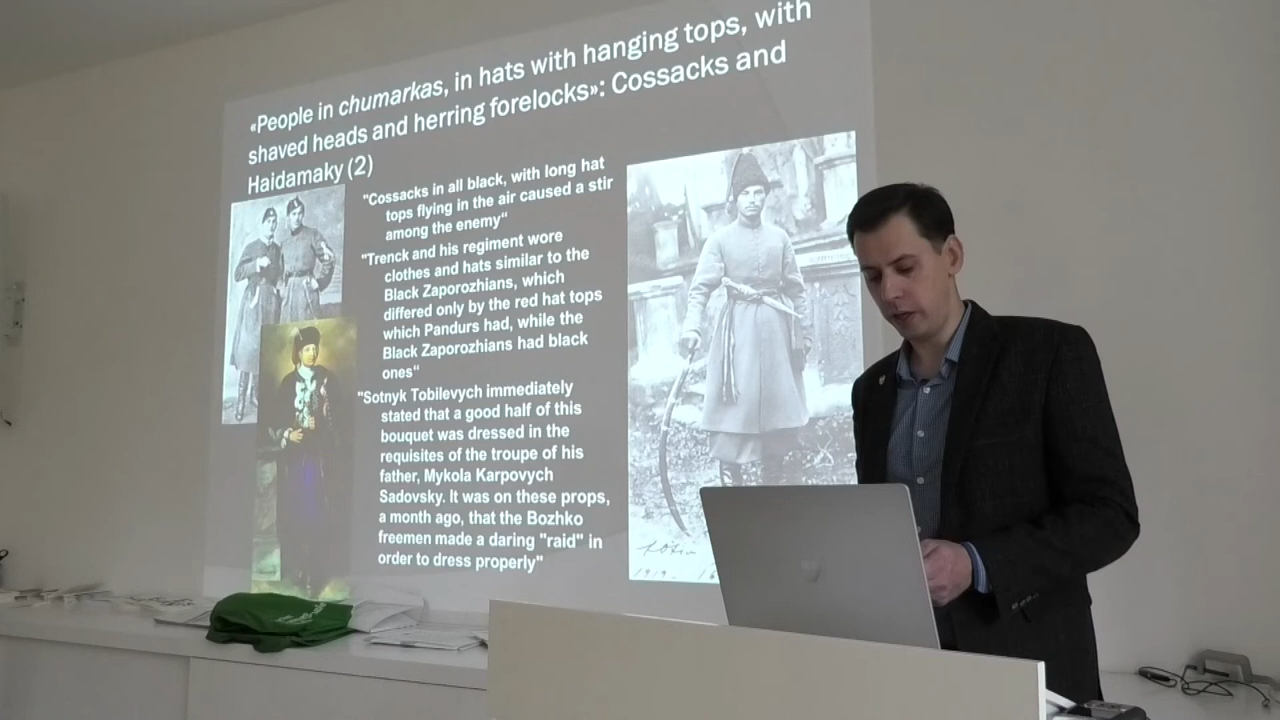 «People in chumarkas, in hats with hanging tops, with
shaved heads and herring forelocks»: Cossacks and
Haidamaky (2)
"Cossacks in all black, with long hat
tops flying in the air caused a stir
among the enemy“
"Trenck and his regiment wore
clothes and hats similar to the
Black Zaporozhians, which
differed only by the red hat tops
which Pandurs had, while the
Black Zaporozhians had black
ones“
"Sotnyk Tobilevych immediately
stated that a good half of this
bouquet was dressed in the
requisites of the troupe of his
father, Mykola Karpovych
Sadovsky. It was on these props,
a month ago, that the Bozhko
freemen made a daring "raid" in
order to dress properly"
1919.